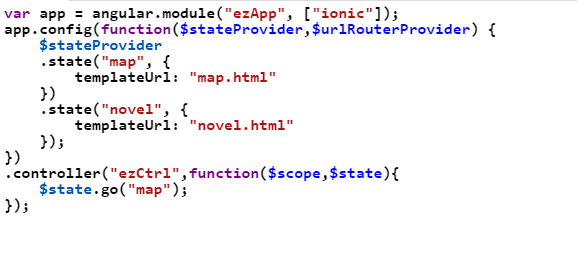 var app = angular.module("ezApp", ["ionic"]);
app.config(function($stateProvider,$urlRouterProvider) {
    $stateProvider
    .state("map", {
        templateUrl: "map.html"
    })
    .state("novel", {
        templateUrl: "novel.html"
    });
})
.controller("ezCtrl",function($scope,$state){
    $state.go("map");
});